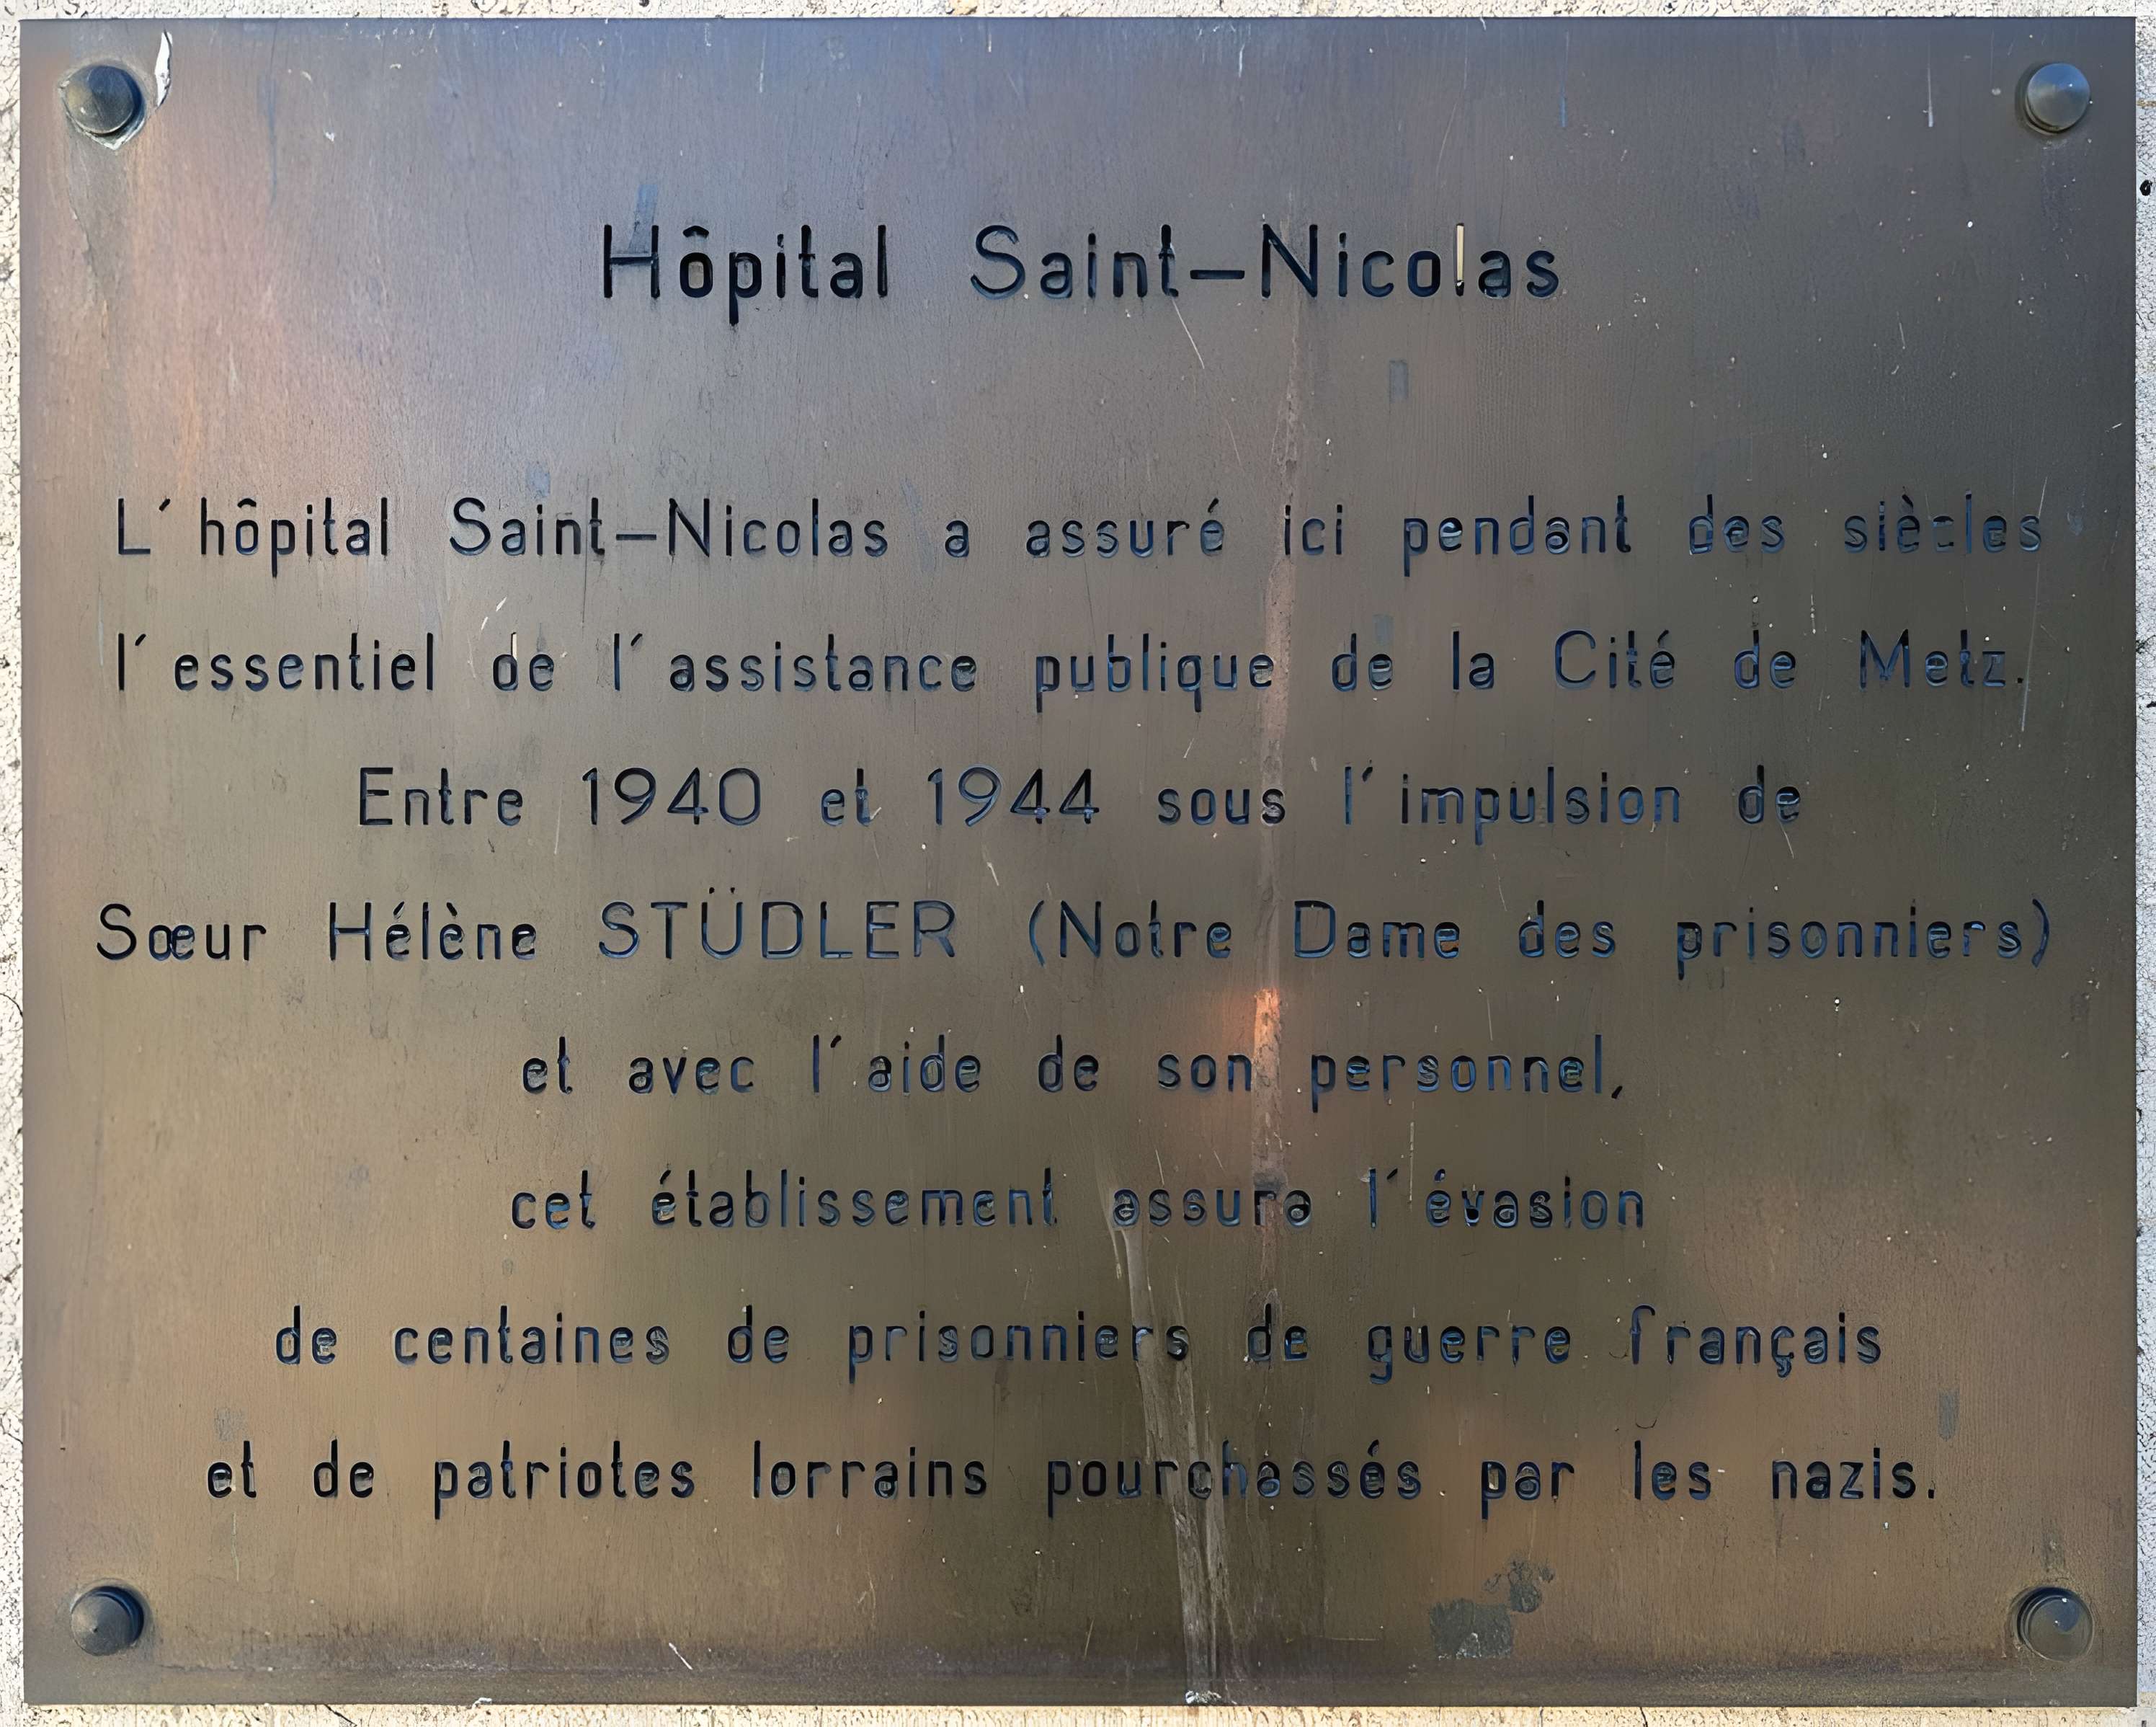 Hôpital Saint-Nicolas
L'hôpital Saint-Nicolas a assuré ici pendant des siècles
l'essentiel de l'assistance publique de la Cité de Metz.
Entre 1940 et 1944 sous l'impulsion de
Sœur Hélène STÜDLER (Notre Dame des prisonniers)
et avec l'aide de son personnel,
cet établissement assura l'évasion
de centaines de prisonniers de guerre français
et de patriotes lorrains pourchassés par les nazis.